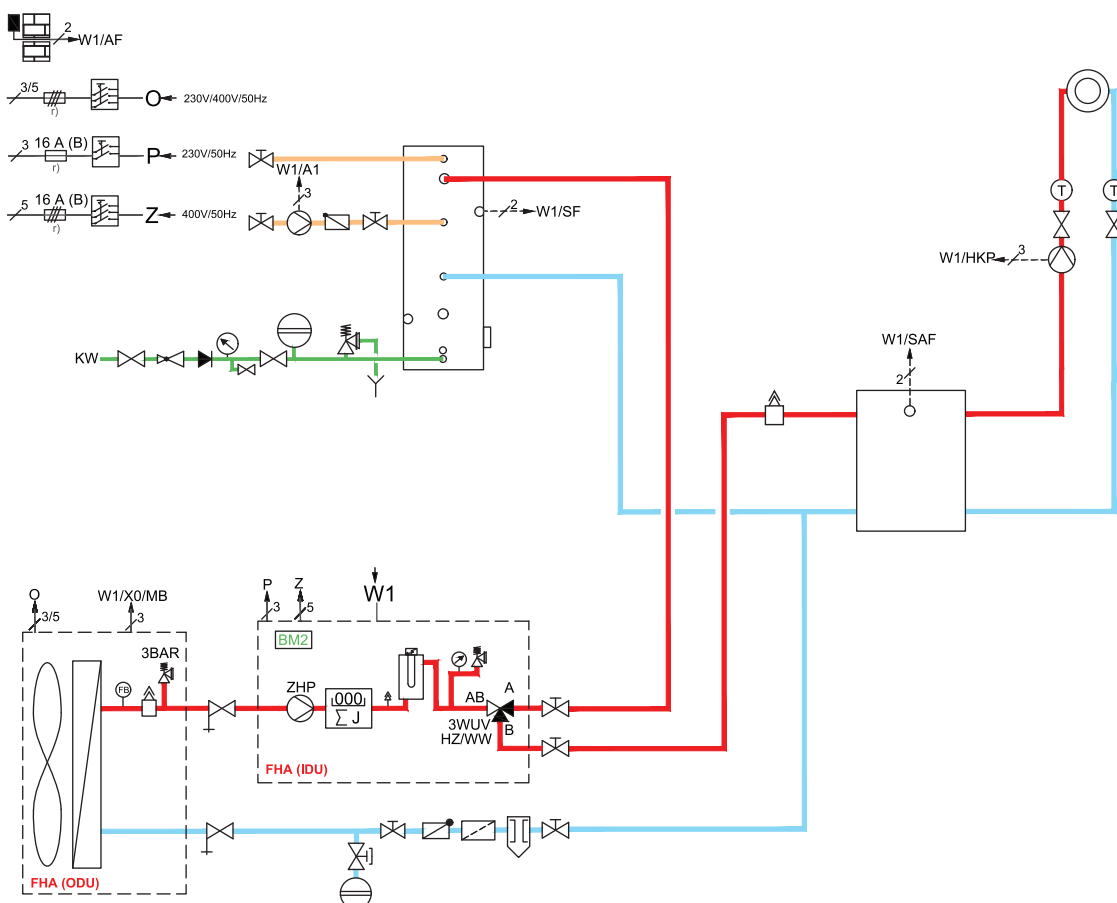 2
W1/AF
3/5
r)
O
230V/400V/50Hz
3
16 A (B)
r)
P
230V/50Hz
5
16 A (B)
r)
Z
400V/50Hz
W1/A1
3
2
W1/SF
KW
T
T
W1/HKP
3
W1/SAF
2
O
3/5
W1/X0/MB
3
P
3
Z
5
W1
BM2
3BAR
FB
ZHP
000
∑ J
AB
A
B
3WUV
HZ/WW
FHA (IDU)
FHA (ODU)